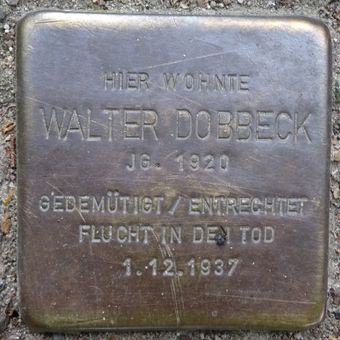 HIER WOHNTE
WALTER DOBBECK
JG. 1920
GEDEMÜTIGT / ENTRECHTET
FLUCHT IN DEN TOD
1.12.1937